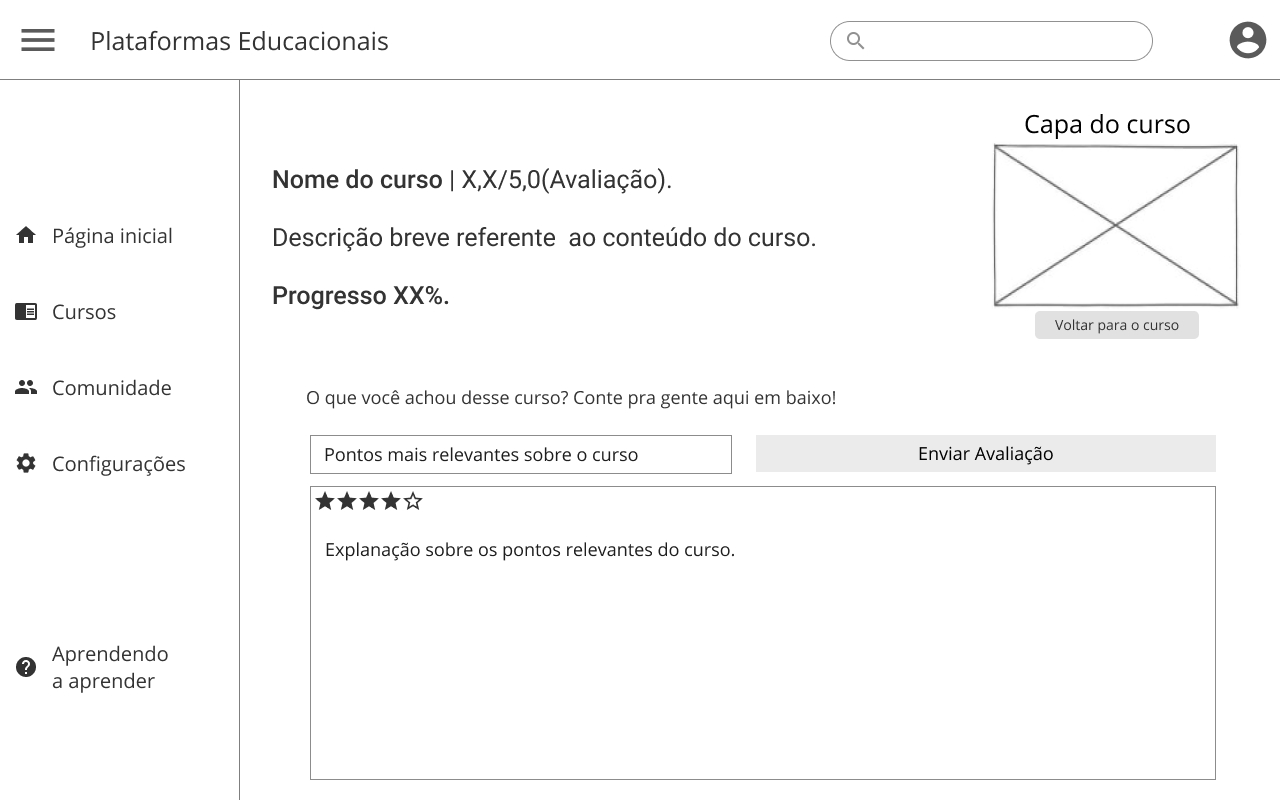 Plataformas Educacionais
Página inicial
Cursos
Comunidade
Configurações
Aprendendo
a aprender
Capa do curso
Nome do curso | X,X/5,0(Avaliação).
Descrição breve referente  ao conteúdo do curso.
Progresso XX%.
Voltar para o curso
O que você achou desse curso? Conte pra gente aqui em baixo!
Pontos mais relevantes sobre o curso
Enviar Avaliação
Explanação sobre os pontos relevantes do curso.